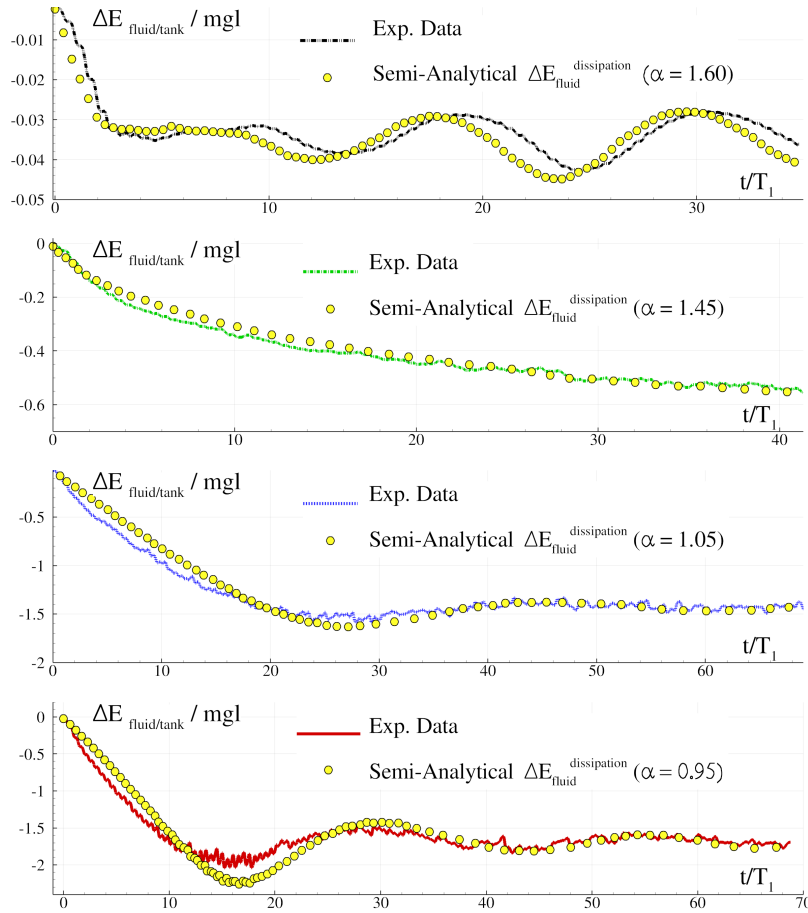 ΔE fluid/tank / mgl
Exp. Data
Semi-Analytical ΔE fluid dissipation (α = 1.60)
-0.01
-0.02
-0.03
-0.04
-0.05
0 10 20 30
t/T1
ΔE fluid/tank / mgl
Exp. Data
Semi-Analytical ΔE fluid dissipation (α = 1.45)
0
-0.2
-0.4
-0.6
0 10 20 30 40
t/T1
ΔE fluid/tank / mgl
Exp. Data
Semi-Analytical ΔE fluid dissipation (α = 1.05)
-0.5
-1
-1.5
-2
0 10 20 30 40 50 60
t/T1
ΔE fluid/tank / mgl
Exp. Data
Semi-Analytical ΔE fluid dissipation (α = 0.95)
0
-0.5
-1
-1.5
-2
0 10 20 30 40 50 60 70
t/T1